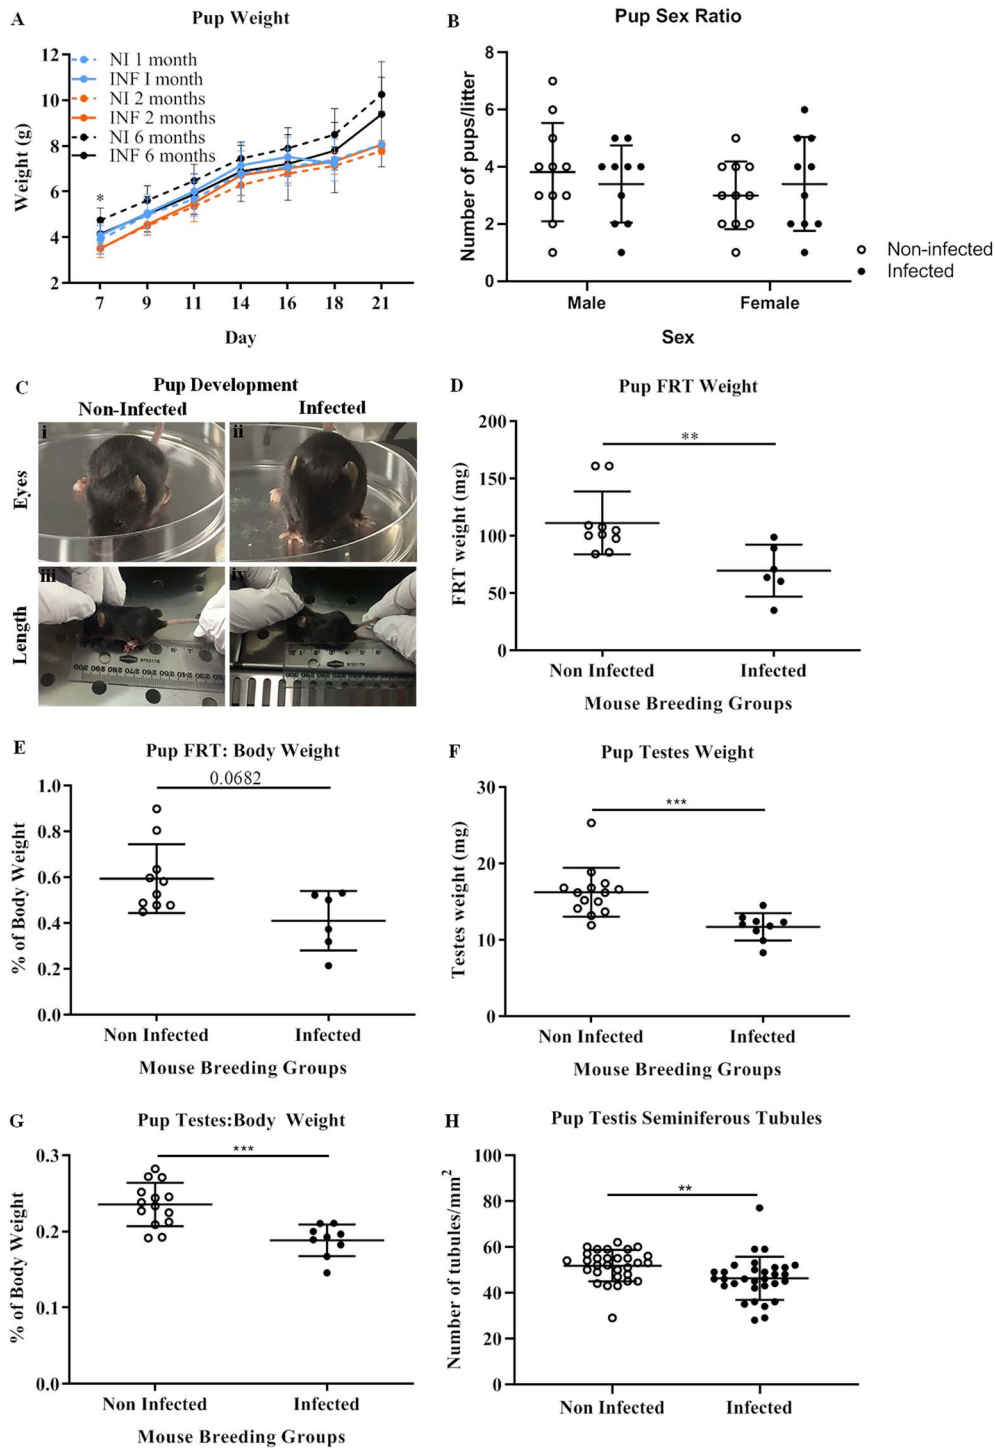 A
Pup Weight
12
10
8
6
4
2
Weight (g)
NI 1 month
INF I month
NI 2 months
INF 2 months
NI 6 months
INF 6 months
*
7 9 11 14 16 18 21
Day
B
Pup Sex Ratio
8
6
4
2
0
Number of pups/litter
Male Female
Sex
Non-infected
Infected
C
Pup Development
Non-Infected Infected
Eyes
i ii
Length
iii iv
D
Pup FRT Weight
200
150
100
50
0
FRT weight (mg)
**
Non Infected Infected
Mouse Breeding Groups
E
Pup FRT: Body Weight
1.0
0.8
0.6
0.4
0.2
0.0
% of Body Weight
0.0682
Non Infected Infected
Mouse Breeding Groups
F
Pup Testes Weight
30
20
10
0
Testes weight (mg)
***
Non Infected Infected
Mouse Breeding Groups
G
Pup Testes:Body Weight
0.3
0.2
0.1
0.0
% of Body Weight
***
Non Infected Infected
Mouse Breeding Groups
H
Pup Testis Seminiferous Tubules
100
80
60
40
20
0
Number of tubules/mm²
**
Non Infected Infected